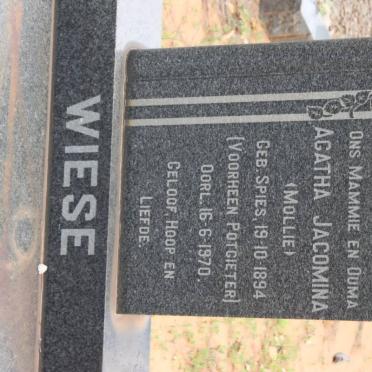 ONS MAMMIE EN OUMA
AGATHA JACOMINA
(MOLLIE)
GEB. SPIES. 19·10·1894
(VOORHEEN POTGIETER)
OORL. 16·6·1970.
GELOOF, HOOP EN
LIEFDE.
WIESE